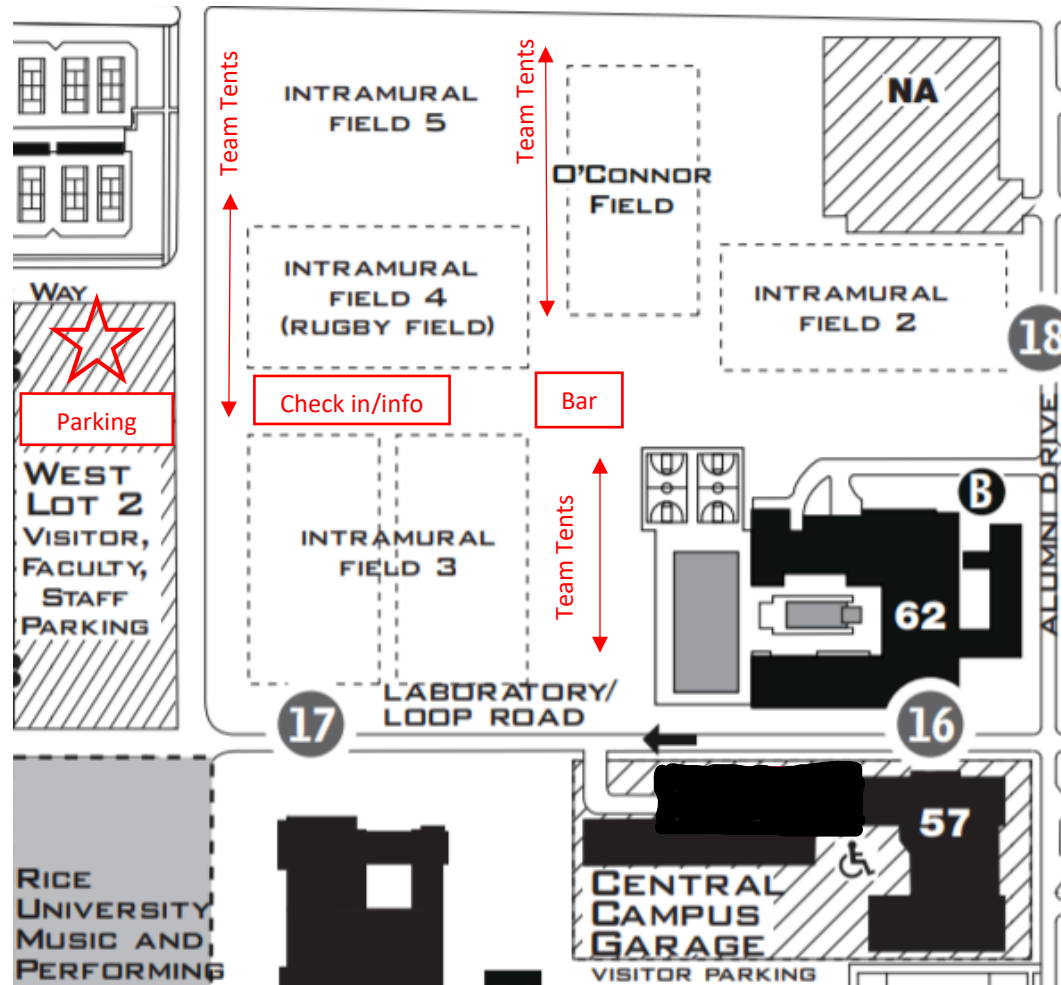 Team Tents
INTRAMURAL
FIELD 5
Team Tents
O'CONNOR
FIELD
NA
INTRAMURAL
FIELD 4
(RUGBY FIELD)
INTRAMURAL
FIELD 2
18
WAY
Parking
Check in/info
Bar
WEST
LOT 2
VISITOR,
FACULTY,
STAFF
PARKING
INTRAMURAL
FIELD 3
Team Tents
B
ALUMNI DRIVE
62
LABORATORY/
LOOP ROAD
17
16
57
RICE
UNIVERSITY
MUSIC AND
PERFORMING
CENTRAL
CAMPUS
GARAGE
VISITOR PARKING